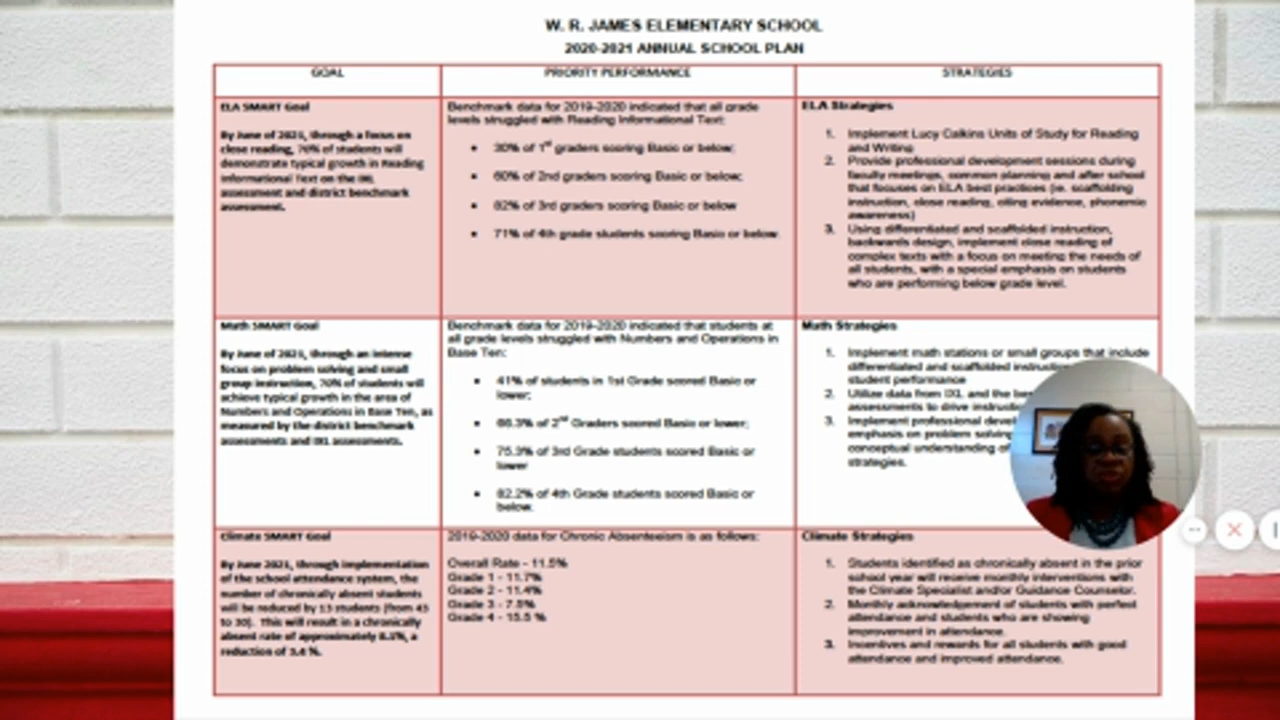 W. R. JAMES ELEMENTARY SCHOOL
2020-2021 ANNUAL SCHOOL PLAN
GOAL
PRIORITY PERFORMANCE
STRATEGIES
ELA SMART Goal
By June of 2021, through a focus on
close reading, 70% of students will
demonstrate typical growth in Reading
Informational Text on the IXL
assessment and district benchmark
assessment.
Benchmark data for 2019-2020 indicated that all grade
levels struggled with Reading Informational Text:
• 30% of 1st graders scoring Basic or below;
• 60% of 2nd graders scoring Basic or below;
• 62% of 3rd graders scoring Basic or below
• 71% of 4th grade students scoring Basic or below.
ELA Strategies
1. Implement Lucy Calkins Units of Study for Reading
and Writing
2. Provide professional development sessions during
faculty meetings, common planning and after school
that focuses on ELA best practices (ie. scaffolding
instruction, close reading, citing evidence, phonemic
awareness)
3. Using differentiated and scaffolded instruction,
backwards design, implement close reading of
complex texts with a focus on meeting the needs of
all students, with a special emphasis on students
who are performing below grade level.
Math SMART Goal
By June of 2021, through an intense
focus on problem solving and small
group instruction, 70% of students will
achieve typical growth in the area of
Numbers and Operations in Base Ten, as
measured by the district benchmark
assessments and IXL assessments.
Benchmark data for 2019-2020 indicated that students at
all grade levels struggled with Numbers and Operations in
Base Ten:
• 41% of students in 1st Grade scored Basic or
lower;
• 66.3% of 2nd Graders scored Basic or lower;
• 75.3% of 3rd Grade students scored Basic or
lower
• 82.2% of 4th Grade students scored Basic or
below.
Math Strategies
1. Implement math stations or small groups that include
differentiated and scaffolded
student performance
2. Utilize data from IXL and the
assessments to drive
3. Implement professional
emphasis on problem solving
conceptual understanding of
strategies.
Climate SMART Goal
By June 2021, through implementation
of the school attendance system, the
number of chronically absent students
will be reduced by 13 students (from 43
to 30). This will result in a chronically
absent rate of approximately 8.1%, a
reduction of 3.4 %.
2019-2020 data for Chronic Absenteeism is as follows:
Overall Rate - 11.5%
Grade 1 - 11.7%
Grade 2 - 11.4%
Grade 3 - 7.5%
Grade 4 - 15.5 %
Climate Strategies
1. Students identified as chronically absent in the prior
school year will receive monthly interventions with
the Climate Specialist and/or Guidance Counselor.
2. Monthly acknowledgement of students with perfect
attendance and students who are showing
improvement in attendance.
3. Incentives and rewards for all students with good
attendance and improved attendance.